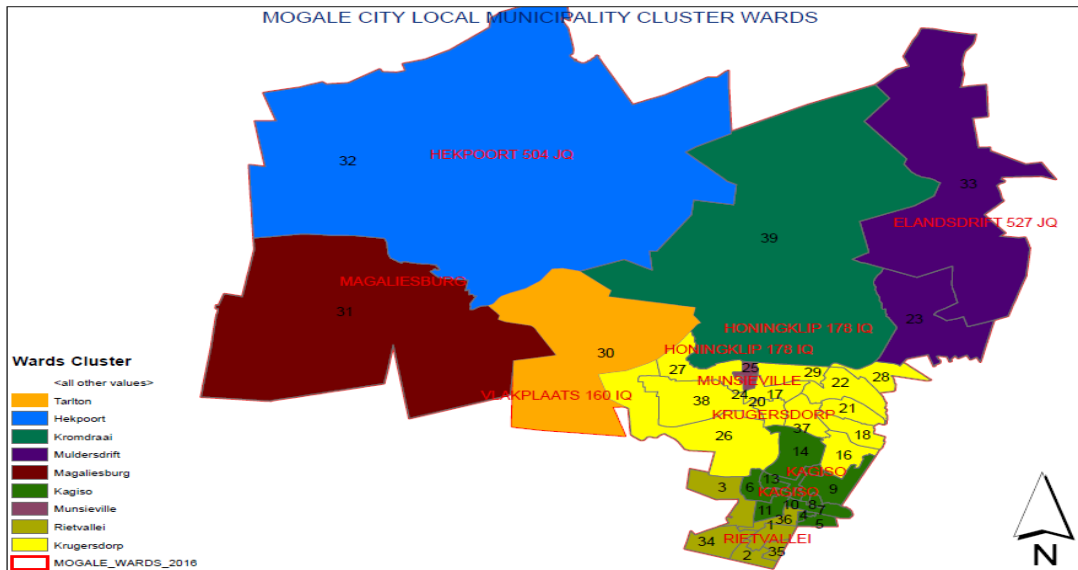 MOGALE CITY LOCAL MUNICIPALITY CLUSTER WARDS
32
HEKPOORT 504 JQ
33
ELANDSDRIFT 527 JQ
39
MAGALIESBURG
31
23
HONINGKLIP 178 IQ
HONINGKLIP 178 IQ
30
27
25
29
28
MUNSIEVILLE
22
VLAKPLAATS 160 IQ
38
24
20
17
21
KRUGERSDORP
37
26
18
14
16
KAGISO
13
3
6
9
KAGISO
10
8
7
11
4
5
1
36
34
RIETVALLEI
2
35
Wards Cluster
<all other values>
Tarlton
Hekpoort
Kromdraai
Muldersdrift
Magaliesburg
Kagiso
Munsieville
Rietvallei
Krugersdorp
MOGALE_WARDS_2016
N